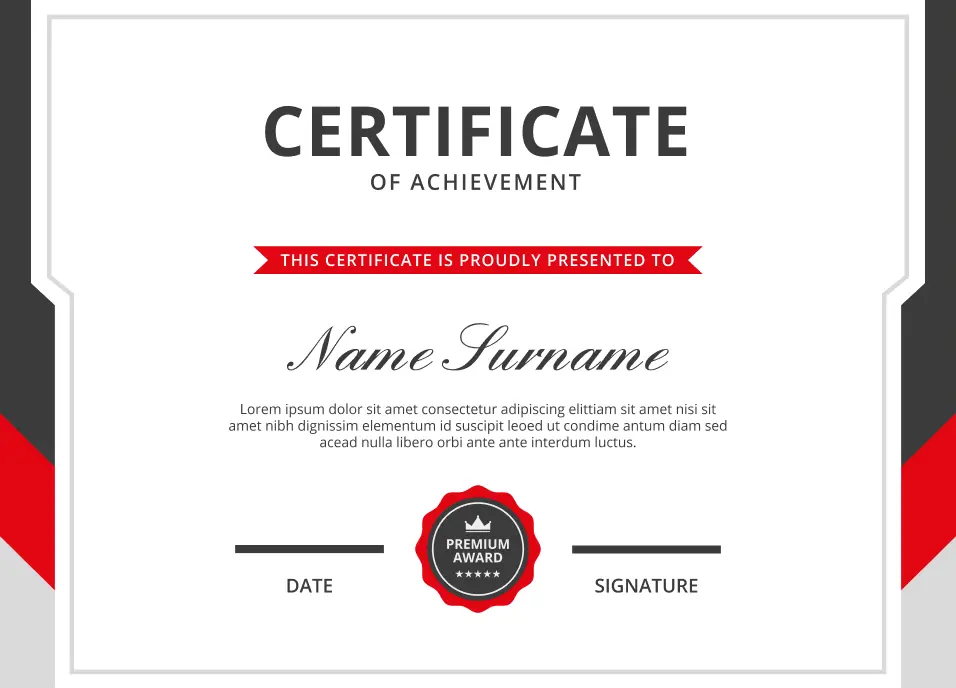 CERTIFICATE
OF ACHIEVEMENT
THIS CERTIFICATE IS PROUDLY PRESENTED TO
Name Surname
Lorem ipsum dolor sit amet consectetur adipiscing elittiam sit amet nisi sit
amet nibh dignissim elementum id suscipit leoed ut condime antum diam sed
acead nulla libero orbi ante ante interdum luctus.
PREMIUM
AWARD
DATE
SIGNATURE